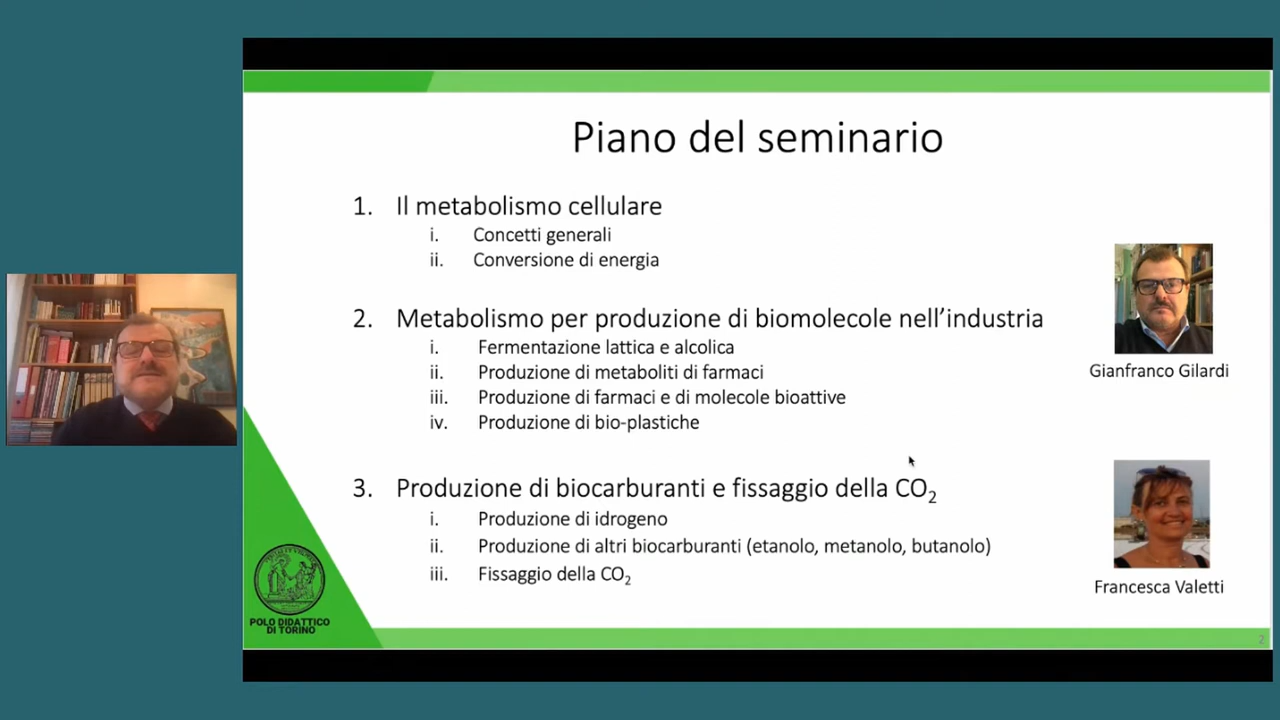 Piano del seminario
1. Il metabolismo cellulare
i. Concetti generali
ii. Conversione di energia
2. Metabolismo per produzione di biomolecole nell'industria
i. Fermentazione lattica e alcolica
ii. Produzione di metaboliti di farmaci
iii. Produzione di farmaci e di molecole bioattive
iv. Produzione di bio-plastiche
Gianfranco Gilardi
3. Produzione di biocarburanti e fissaggio della CO₂
i. Produzione di idrogeno
ii. Produzione di altri biocarburanti (etanolo, metanolo, butanolo)
iii. Fissaggio della CO₂
Francesca Valetti
POLO DIDATTICO
DI TORINO
2